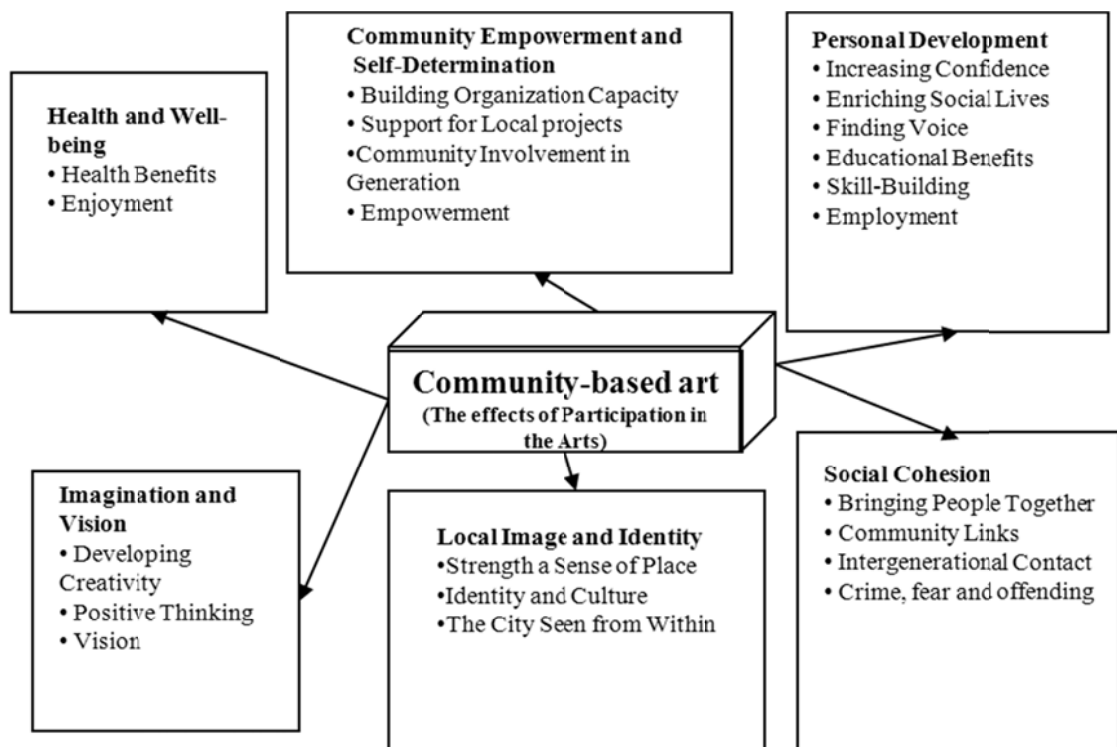 Community Empowerment and
Self-Determination
• Building Organization Capacity
• Support for Local projects
•Community Involvement in
Generation
• Empowerment
Personal Development
• Increasing Confidence
• Enriching Social Lives
• Finding Voice
• Educational Benefits
• Skill-Building
• Employment
Health and Well-
being
• Health Benefits
• Enjoyment
Community-based art
(The effects of Participation in
the Arts)
Imagination and
Vision
• Developing
Creativity
• Positive Thinking
• Vision
Local Image and Identity
•Strength a Sense of Place
•Identity and Culture
•The City Seen from Within
Social Cohesion
• Bringing People Together
• Community Links
• Intergenerational Contact
• Crime, fear and offending